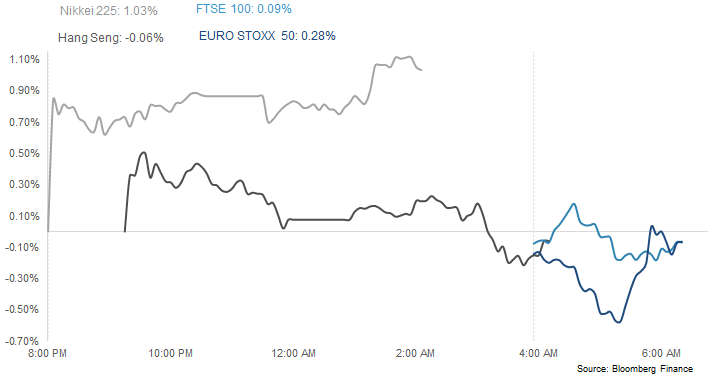 Nikkei 225: 1.03%
FTSE 100: 0.09%
Hang Seng: -0.06%
EURO STOXX 50: 0.28%
1.10%
0.90%
0.70%
0.50%
0.30%
0.10%
-0.10%
-0.30%
-0.50%
-0.70%
8:00 PM
10:00 PM
12:00 AM
2:00 AM
4:00 AM
6:00 AM
Source: Bloomberg Finance